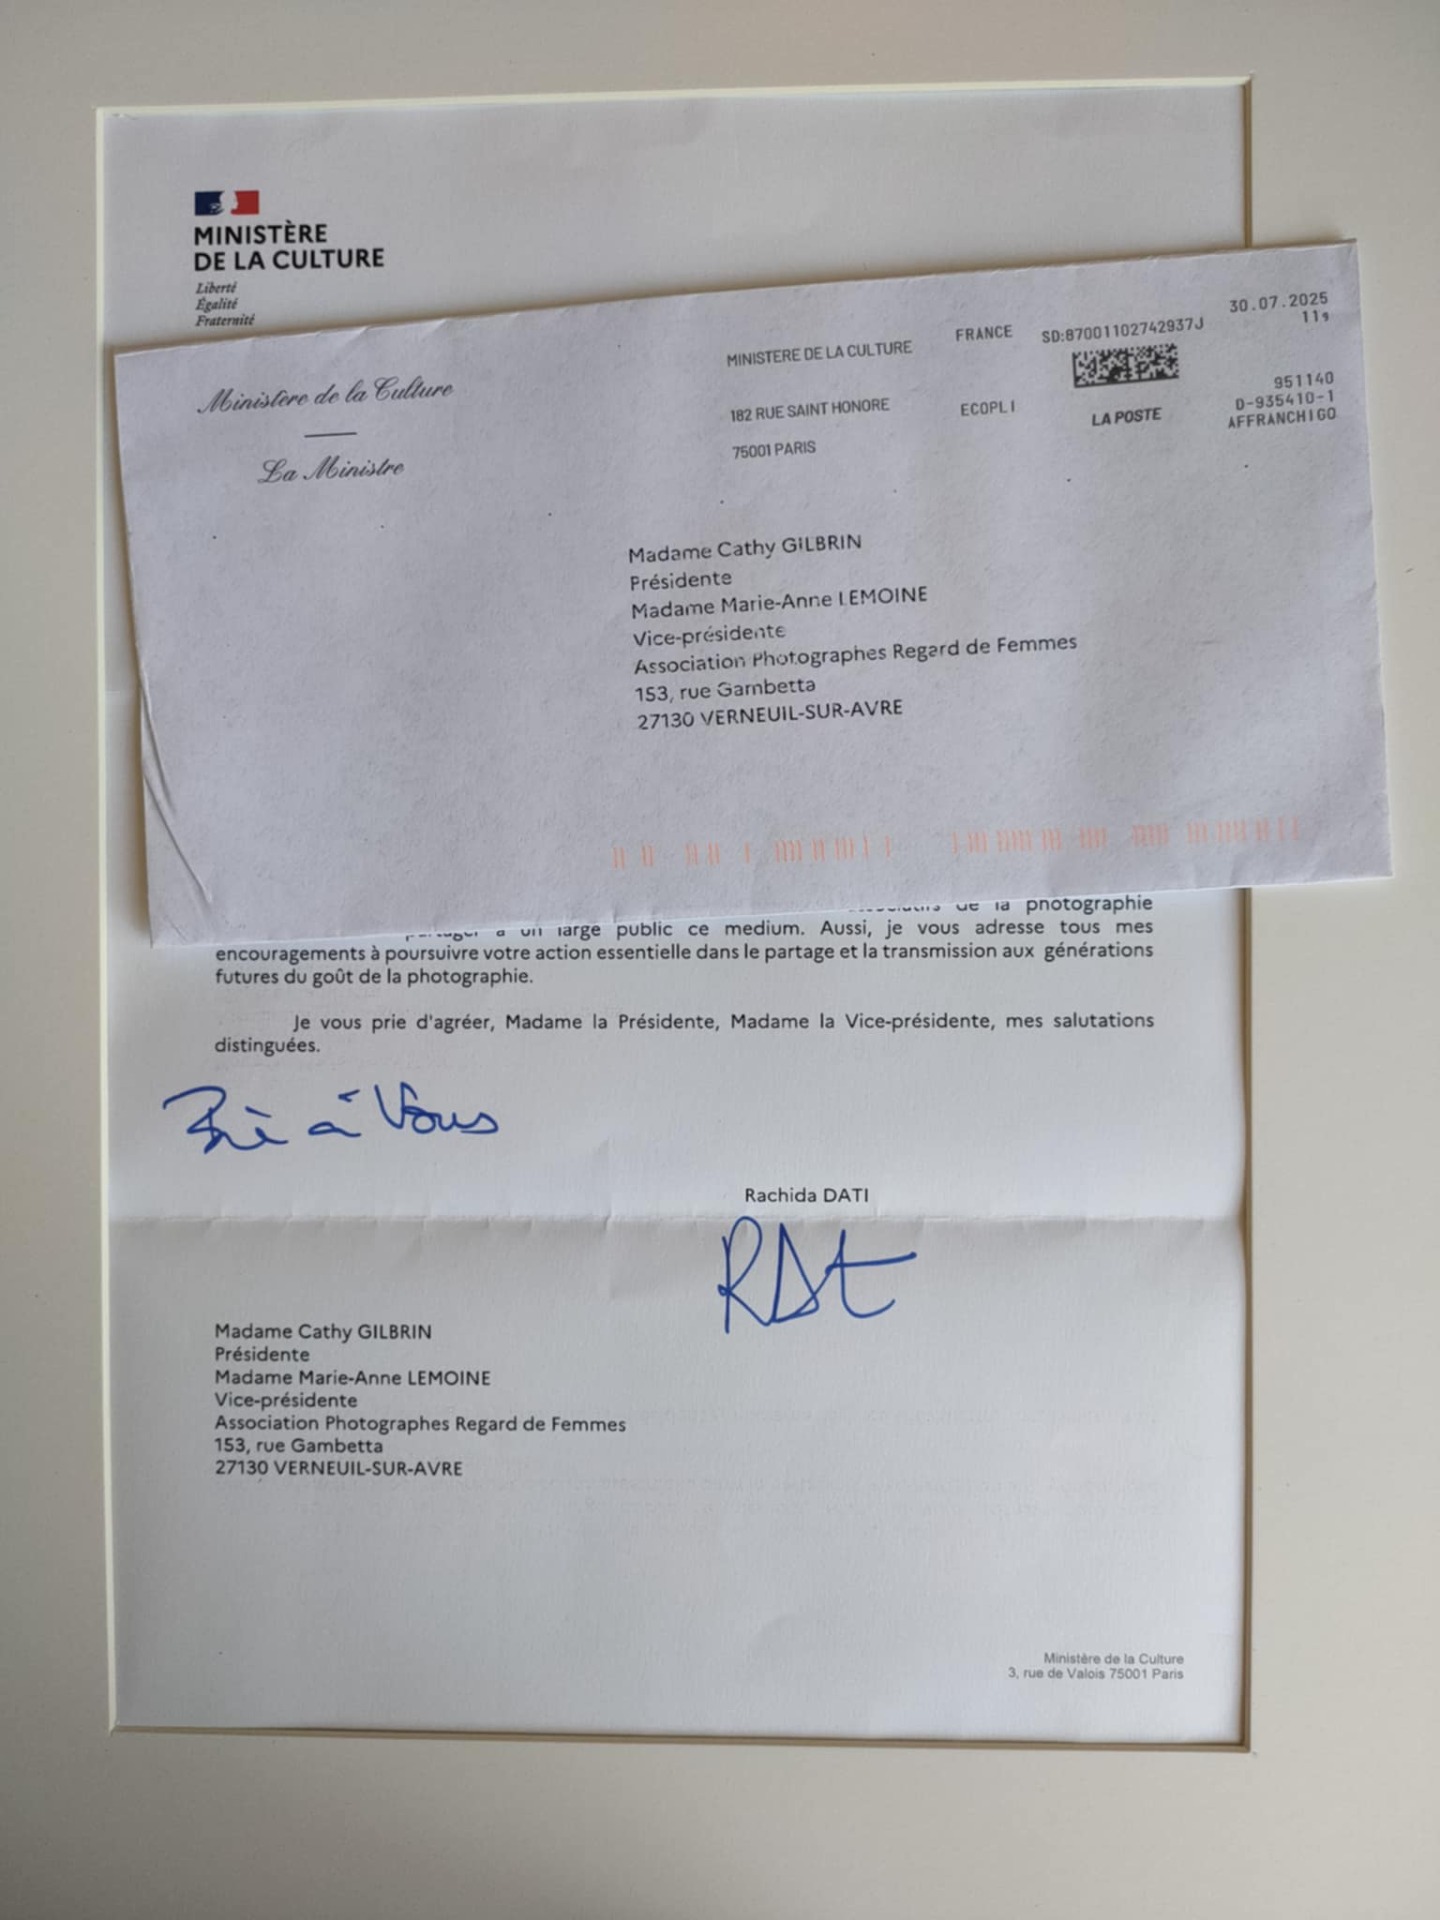 MINISTÈRE
DE LA CULTURE
Liberté
Égalité
Fraternité
Ministère de la Culture
La Ministre
MINISTERE DE LA CULTURE
182 RUE SAINT HONORE
75001 PARIS
FRANCE
ECOPLI
SD:87001102742937J
LA POSTE
30.07.2025
11g
951140
D-935410-1
AFFRANCHIGO
Madame Cathy GILBRIN
Présidente
Madame Marie-Anne LEMOINE
Vice-présidente
Association Photographes Regard de Femmes
153, rue Gambetta
27130 VERNEUIL-SUR-AVRE
de la photographie
à un large public ce medium. Aussi, je vous adresse tous mes
encouragements à poursuivre votre action essentielle dans le partage et la transmission aux générations
futures du goût de la photographie.
Je vous prie d'agréer, Madame la Présidente, Madame la Vice-présidente, mes salutations
distinguées.
à Vous
Rachida DATI
Madame Cathy GILBRIN
Présidente
Madame Marie-Anne LEMOINE
Vice-présidente
Association Photographes Regard de Femmes
153, rue Gambetta
27130 VERNEUIL-SUR-AVRE
Ministère de la Culture
3, rue de Valois 75001 Paris